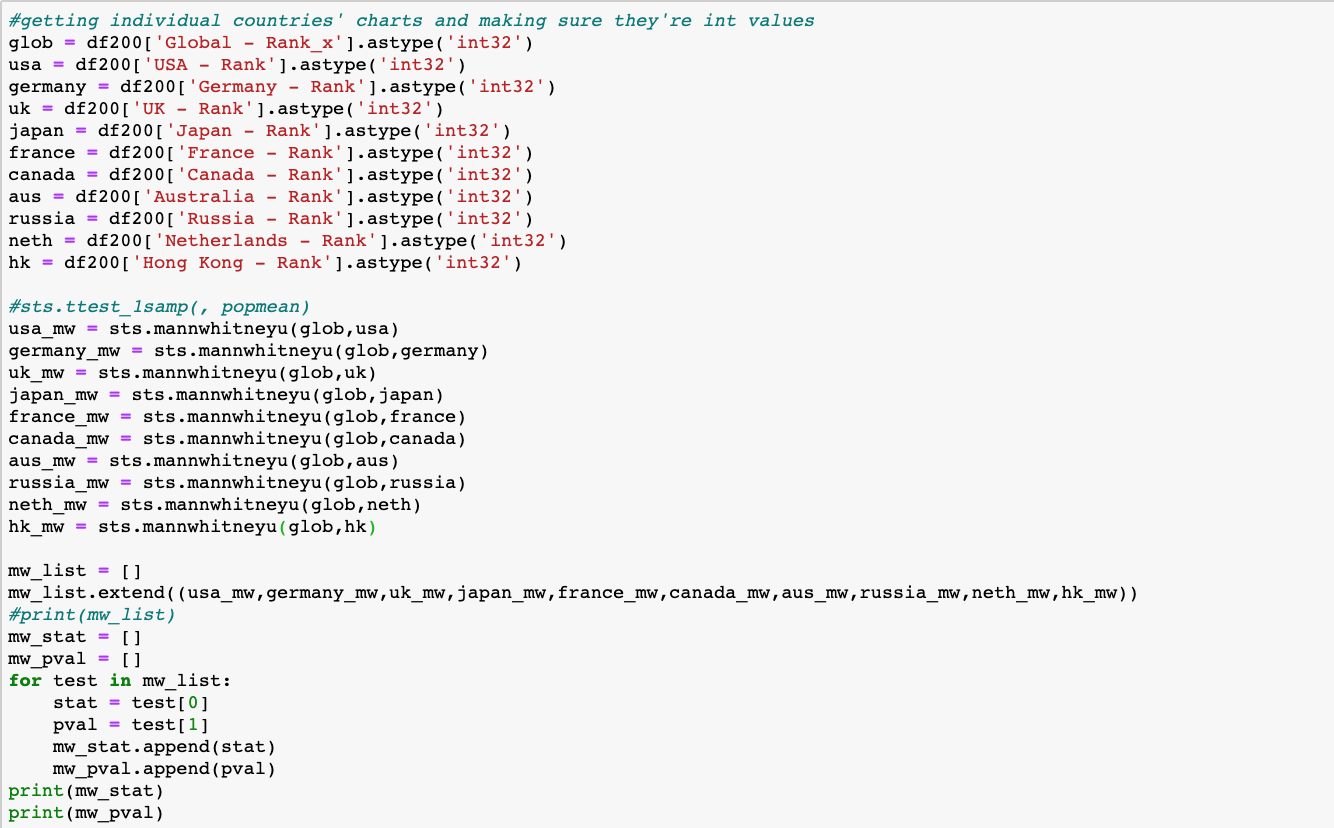 #getting individual countries' charts and making sure they're int values
glob = df200['Global - Rank_x'].astype('int32')
usa = df200['USA - Rank'].astype('int32')
germany = df200['Germany - Rank'].astype('int32')
uk = df200['UK - Rank'].astype('int32')
japan = df200['Japan - Rank'].astype('int32')
france = df200['France - Rank'].astype('int32')
canada = df200['Canada - Rank'].astype('int32')
aus = df200['Australia - Rank'].astype('int32')
russia = df200['Russia - Rank'].astype('int32')
neth = df200['Netherlands - Rank'].astype('int32')
hk = df200['Hong Kong - Rank'].astype('int32')

#sts.ttest_1samp(, popmean)
usa_mw = sts.mannwhitneyu(glob,usa)
germany_mw = sts.mannwhitneyu(glob,germany)
uk_mw = sts.mannwhitneyu(glob,uk)
japan_mw = sts.mannwhitneyu(glob,japan)
france_mw = sts.mannwhitneyu(glob,france)
canada_mw = sts.mannwhitneyu(glob,canada)
aus_mw = sts.mannwhitneyu(glob,aus)
russia_mw = sts.mannwhitneyu(glob,russia)
neth_mw = sts.mannwhitneyu(glob,neth)
hk_mw = sts.mannwhitneyu(glob,hk)

mw_list = []
mw_list.extend((usa_mw,germany_mw,uk_mw,japan_mw,france_mw,canada_mw,aus_mw,russia_mw,neth_mw,hk_mw))
#print(mw_list)
mw_stat = []
mw_pval = []
for test in mw_list:
    stat = test[0]
    pval = test[1]
    mw_stat.append(stat)
    mw_pval.append(pval)
print(mw_stat)
print(mw_pval)